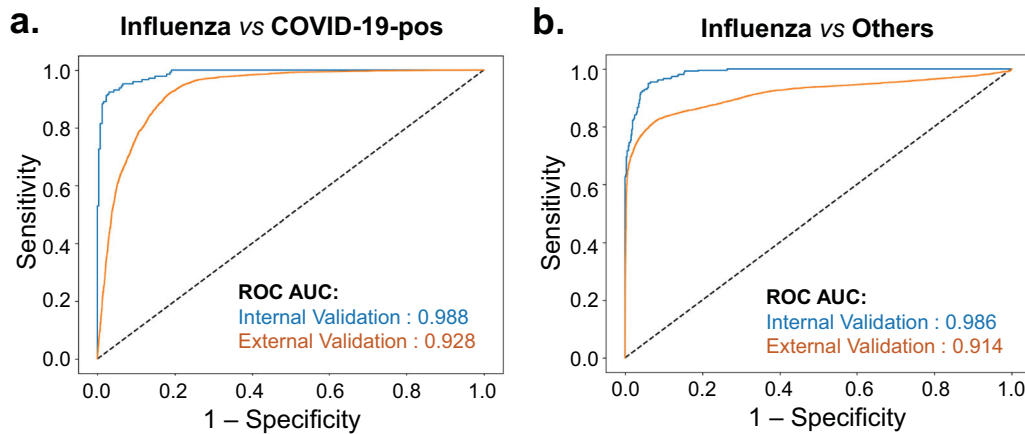 a.
Influenza vs COVID-19-pos
1.0
0.8
0.6
0.4
0.2
0.0
Sensitivity
ROC AUC:
Internal Validation : 0.988
External Validation : 0.928
0.0 0.2 0.4 0.6 0.8 1.0
1 – Specificity
b.
Influenza vs Others
1.0
0.8
0.6
0.4
0.2
0.0
Sensitivity
ROC AUC:
Internal Validation : 0.986
External Validation : 0.914
0.0 0.2 0.4 0.6 0.8 1.0
1 – Specificity